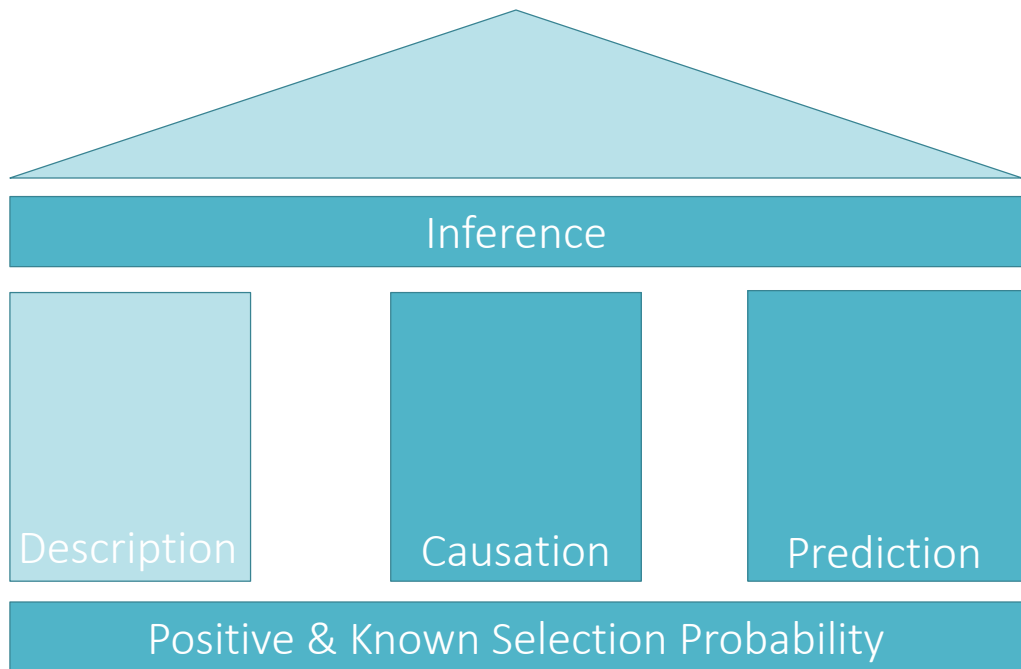 Inference
Description
Causation
Prediction
Positive & Known Selection Probability